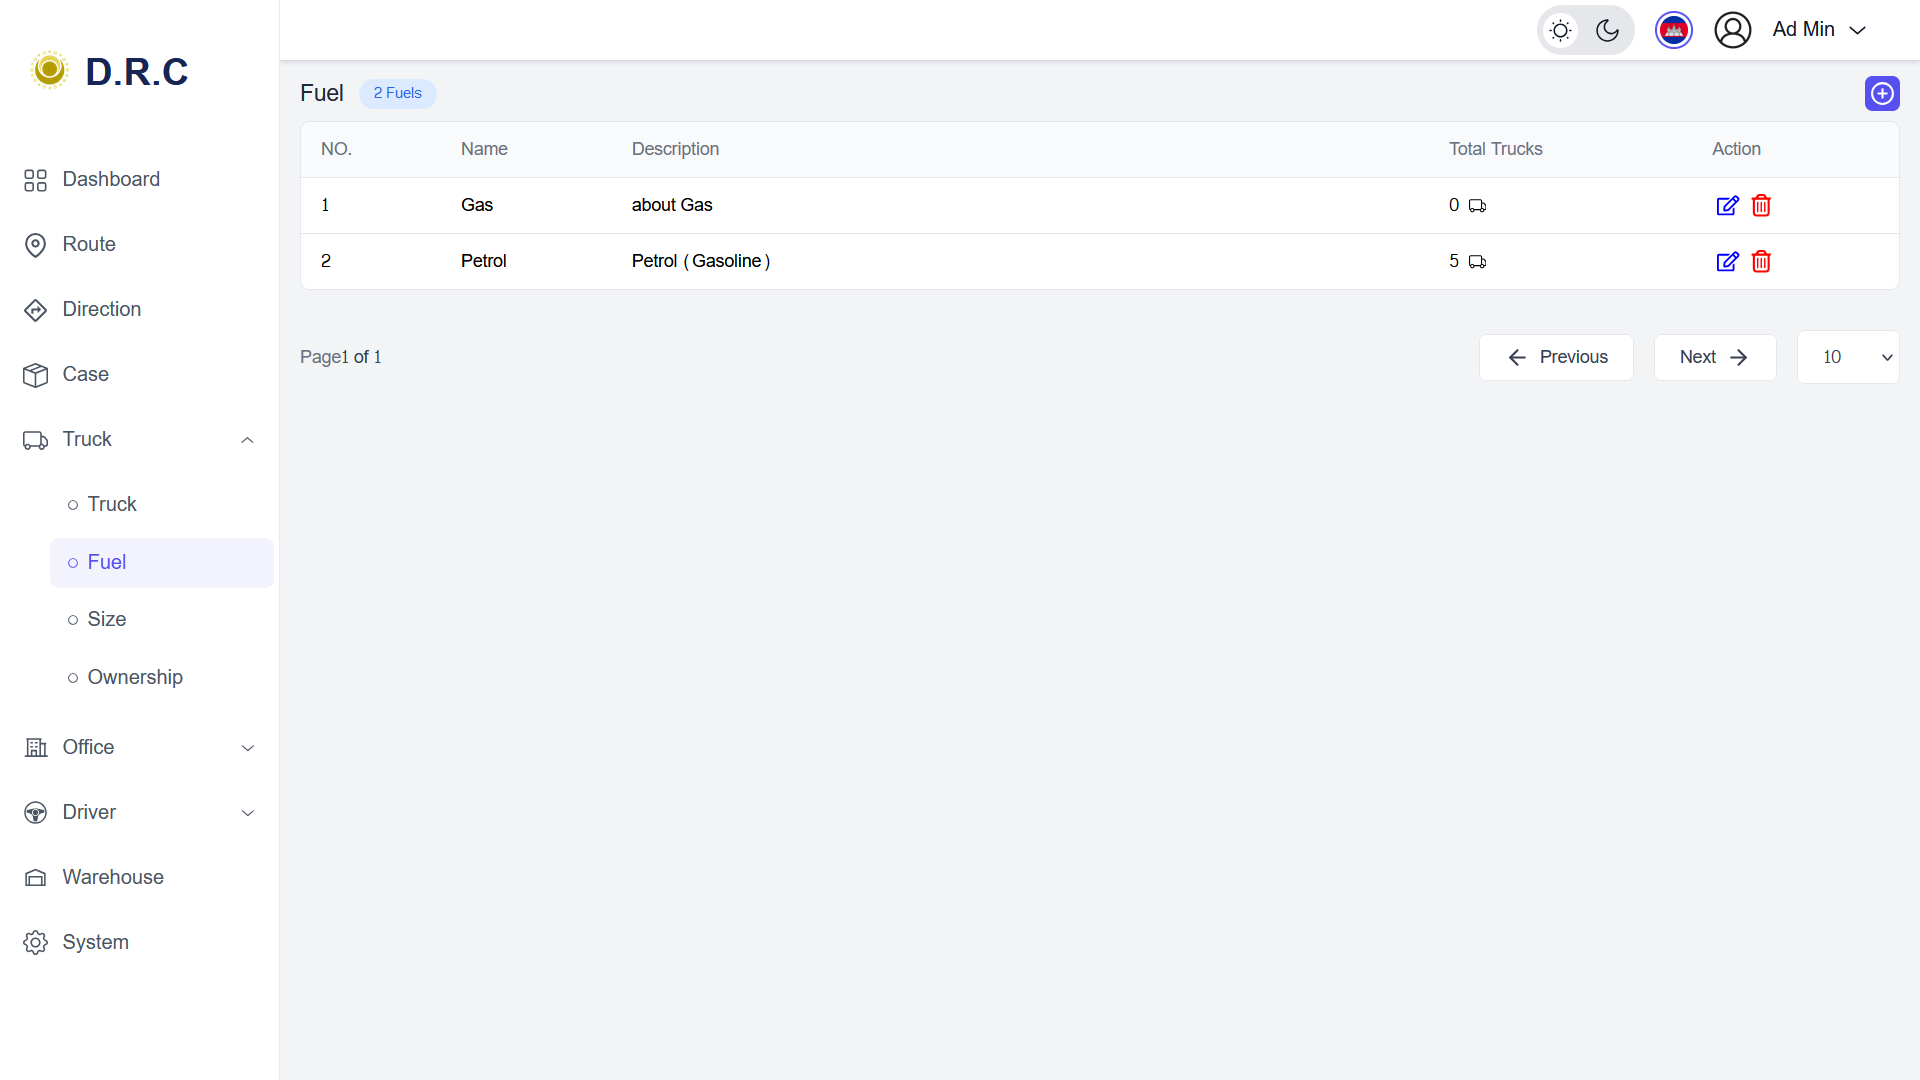 D.R.C
Ad Min
Dashboard
Route
Direction
Case
Truck
Truck
Fuel
Size
Ownership
Office
Driver
Warehouse
System
Fuel 2 Fuels
NO. Name Description Total Trucks Action
1 Gas about Gas 0
2 Petrol Petrol (Gasoline) 5
Page1 of 1 Previous Next 10